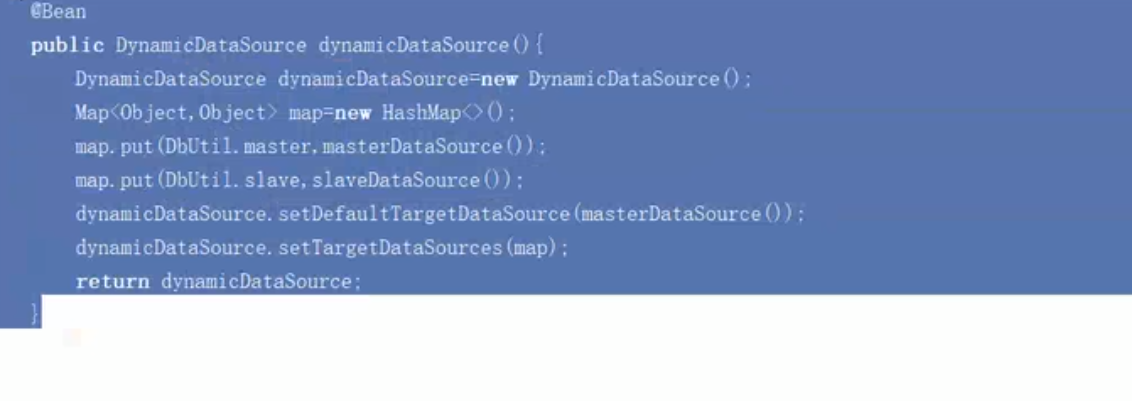 @Bean
public DynamicDataSource dynamicDataSource(){
DynamicDataSource dynamicDataSource=new DynamicDataSource();
Map<Object,Object> map=new HashMap<>();
map.put(DbUtil.master,masterDataSource());
map.put(DbUtil.slave,slaveDataSource());
dynamicDataSource.setDefaultTargetDataSource(masterDataSource());
dynamicDataSource.setTargetDataSources(map);
return dynamicDataSource;
}